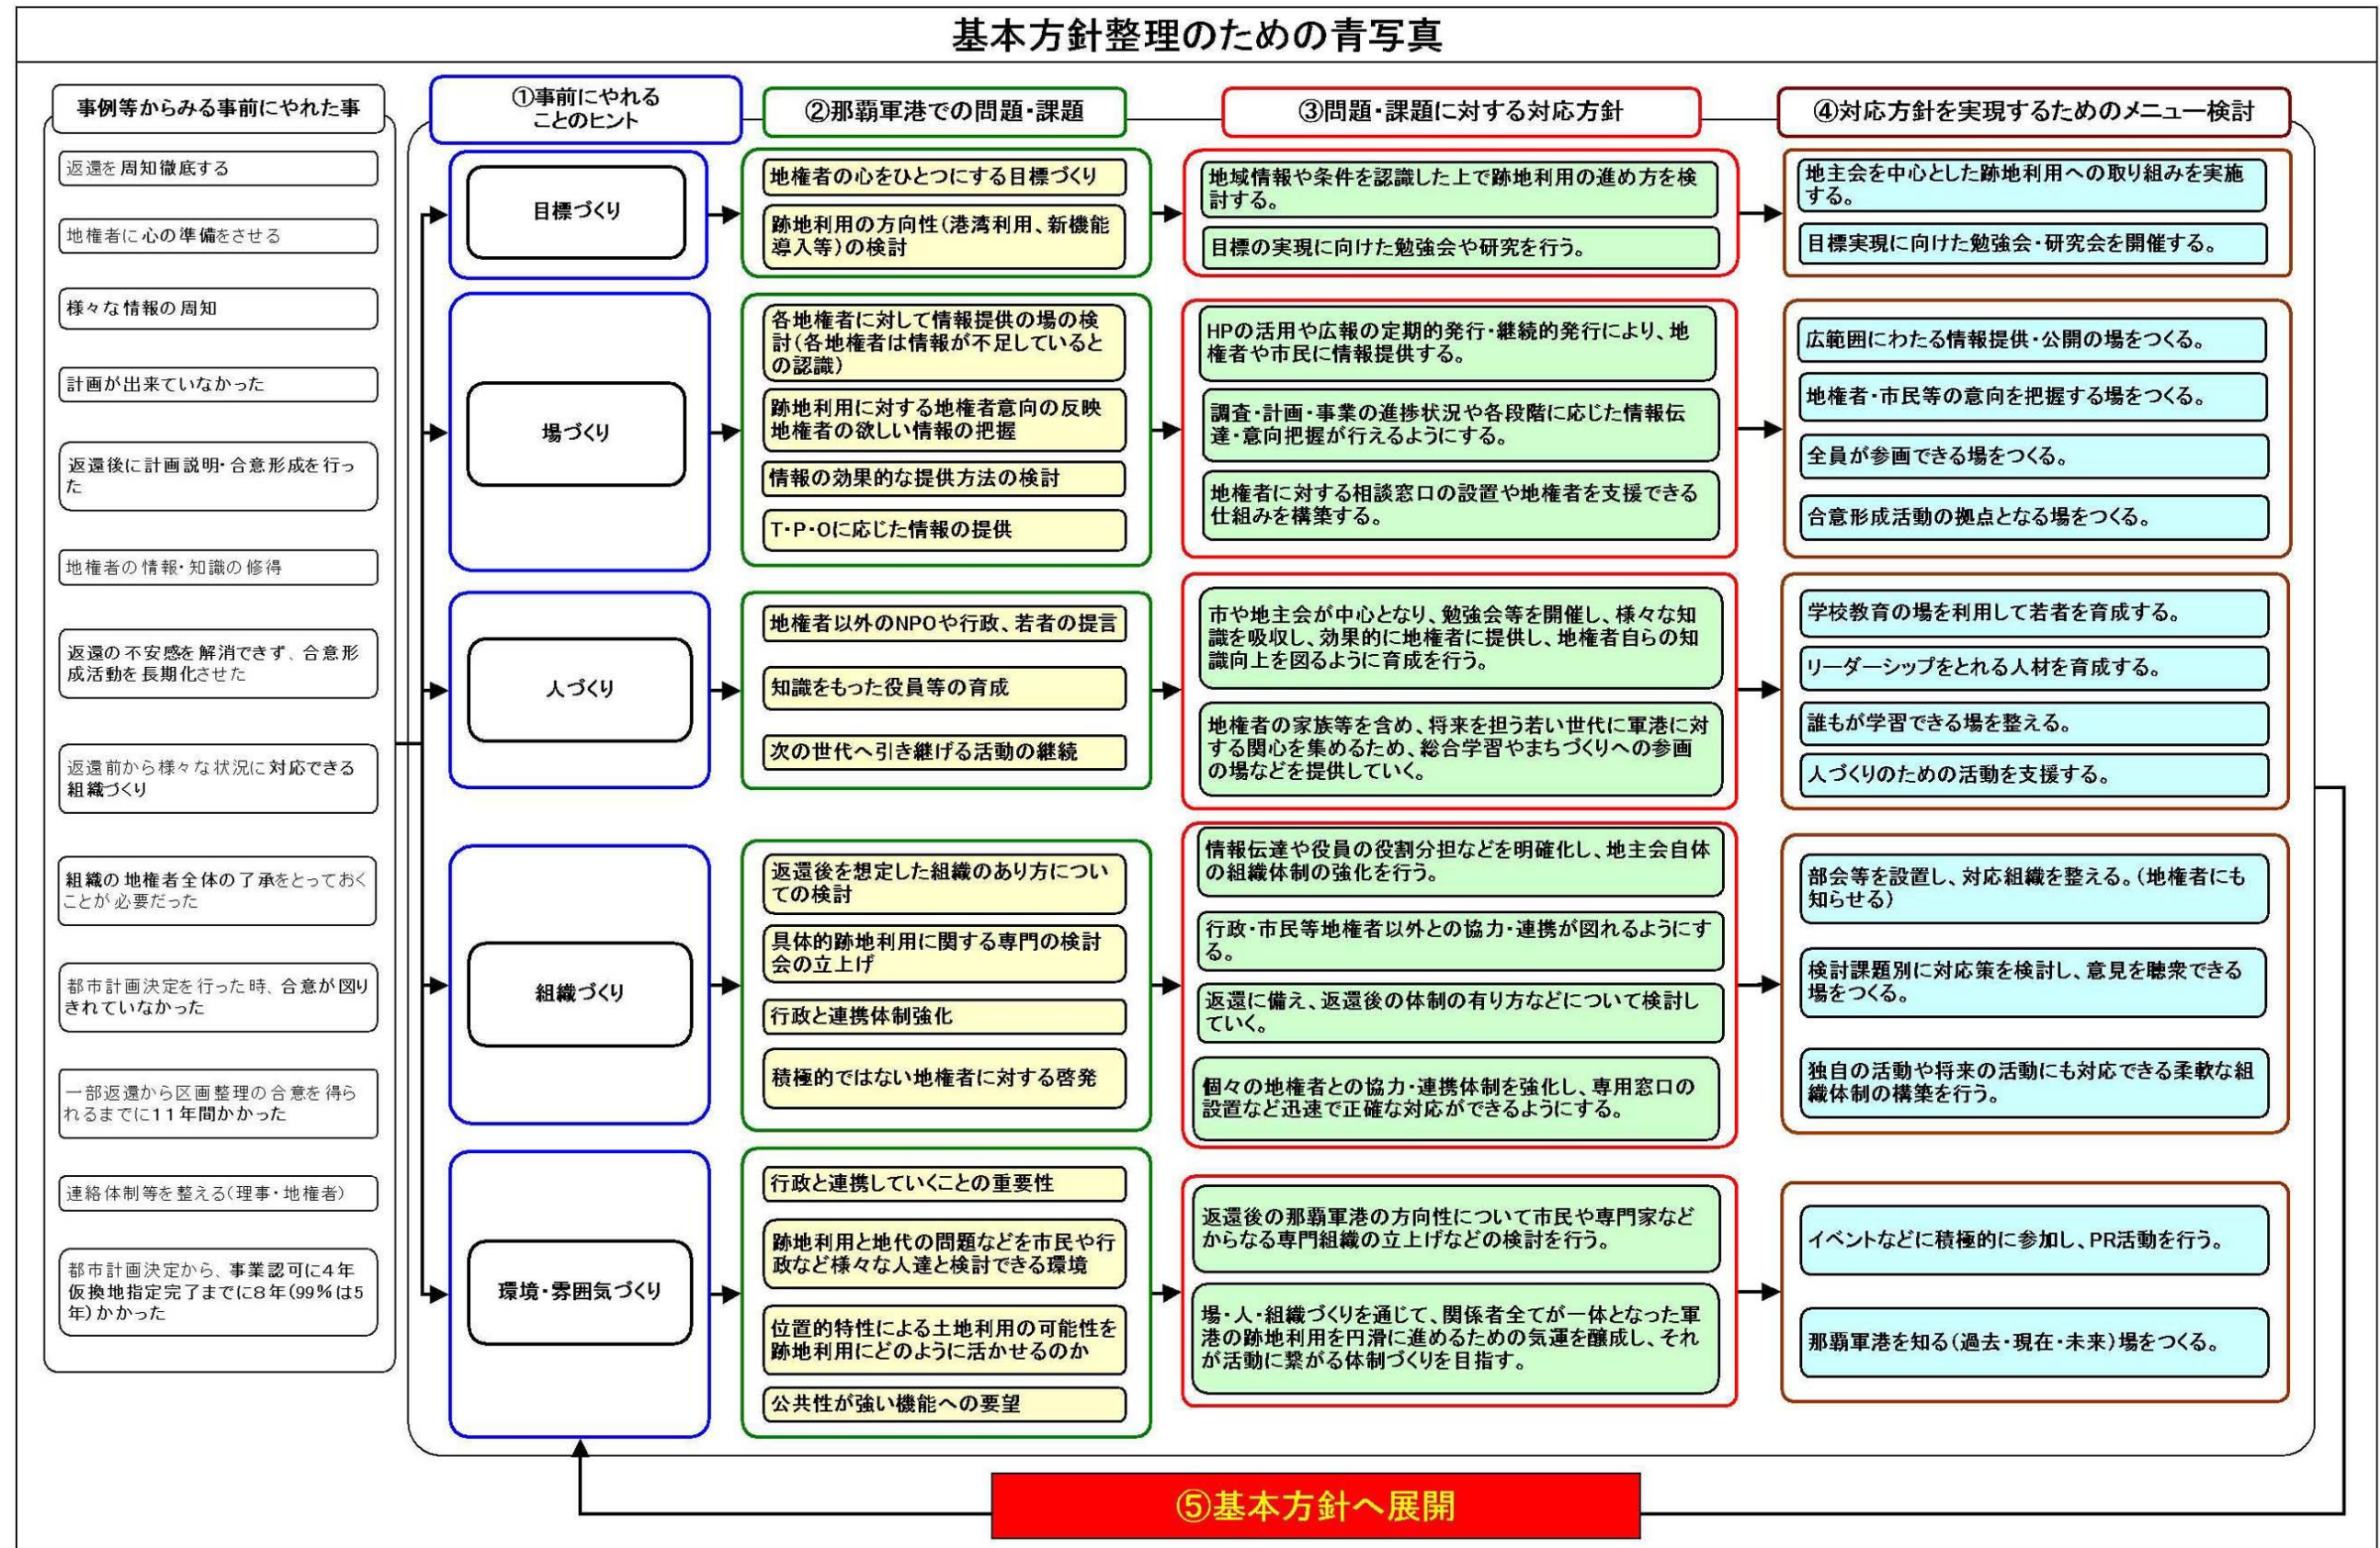 基本方針整理のための青写真
事例等からみる事前にやれた事
返還を周知徹底する
地権者に心の準備をさせる
様々な情報の周知
計画が出来ていなかった
返還後に計画説明・合意形成を行っ
た
地権者の情報・知識の修得
返還の不安感を解消できず、合意形
成活動を長期化させた
返還前から様々な状況に対応できる
組織づくり
組織の地権者全体の了承をとっておく
ことが必要だった
都市計画決定を行った時、合意が図り
きれていなかった
一部返還から区画整理の合意を得ら
れるまでに11年間かかった
連絡体制等を整える(理事・地権者)
都市計画決定から、事業認可に4年
仮換地指定完了までに8年(99%は5
年)かかった
①事前にやれる
ことのヒント
②那覇軍港での問題・課題
③問題・課題に対する対応方針
④対応方針を実現するためのメニュー検討
目標づくり
地権者の心をひとつにする目標づくり
跡地利用の方向性(港湾利用、新機能
導入等)の検討
地域情報や条件を認識した上で跡地利用の進め方を検
討する。
目標の実現に向けた勉強会や研究を行う。
地主会を中心とした跡地利用への取り組みを実施
する。
目標実現に向けた勉強会・研究会を開催する。
場づくり
各地権者に対して情報提供の場の検
討(各地権者は情報が不足していると
の認識)
跡地利用に対する地権者意向の反映
地権者の欲しい情報の把握
情報の効果的な提供方法の検討
T・P・Oに応じた情報の提供
HPの活用や広報の定期的発行・継続的発行により、地
権者や市民に情報提供する。
調査・計画・事業の進捗状況や各段階に応じた情報伝
達・意向把握が行えるようにする。
地権者に対する相談窓口の設置や地権者を支援できる
仕組みを構築する。
広範囲にわたる情報提供・公開の場をつくる。
地権者・市民等の意向を把握する場をつくる。
全員が参画できる場をつくる。
合意形成活動の拠点となる場をつくる。
人づくり
地権者以外のNPOや行政、若者の提言
知識をもった役員等の育成
次の世代へ引き継げる活動の継続
市や地主会が中心となり、勉強会等を開催し、様々な知
識を吸収し、効果的に地権者に提供し、地権者自らの知
識向上を図るように育成を行う。
地権者の家族等を含め、将来を担う若い世代に軍港に対
する関心を集めるため、総合学習やまちづくりへの参画
の場などを提供していく。
学校教育の場を利用して若者を育成する。
リーダーシップをとれる人材を育成する。
誰もが学習できる場を整える。
人づくりのための活動を支援する。
組織づくり
返還後を想定した組織のあり方につい
ての検討
具体的跡地利用に関する専門の検討
会の立上げ
行政と連携体制強化
積極的ではない地権者に対する啓発
情報伝達や役員の役割分担などを明確化し、地主会自体
の組織体制の強化を行う。
行政・市民等地権者以外との協力・連携が図れるようにす
る。
返還に備え、返還後の体制の有り方などについて検討し
ていく。
個々の地権者との協力・連携体制を強化し、専用窓口の
設置など迅速で正確な対応ができるようにする。
部会等を設置し、対応組織を整える。(地権者にも
知らせる)
検討課題別に対応策を検討し、意見を聴衆できる
場をつくる。
独自の活動や将来の活動にも対応できる柔軟な組
織体制の構築を行う。
環境・雰囲気づくり
行政と連携していくことの重要性
跡地利用と地代の問題などを市民や行
政など様々な人達と検討できる環境
位置的特性による土地利用の可能性を
跡地利用にどのように活かせるのか
公共性が強い機能への要望
返還後の那覇軍港の方向性について市民や専門家など
からなる専門組織の立上げなどの検討を行う。
場・人・組織づくりを通じて、関係者全てが一体となった軍
港の跡地利用を円滑に進めるための気運を醸成し、それ
が活動に繋がる体制づくりを目指す。
イベントなどに積極的に参加し、PR活動を行う。
那覇軍港を知る(過去・現在・未来)場をつくる。
⑤基本方針へ展開